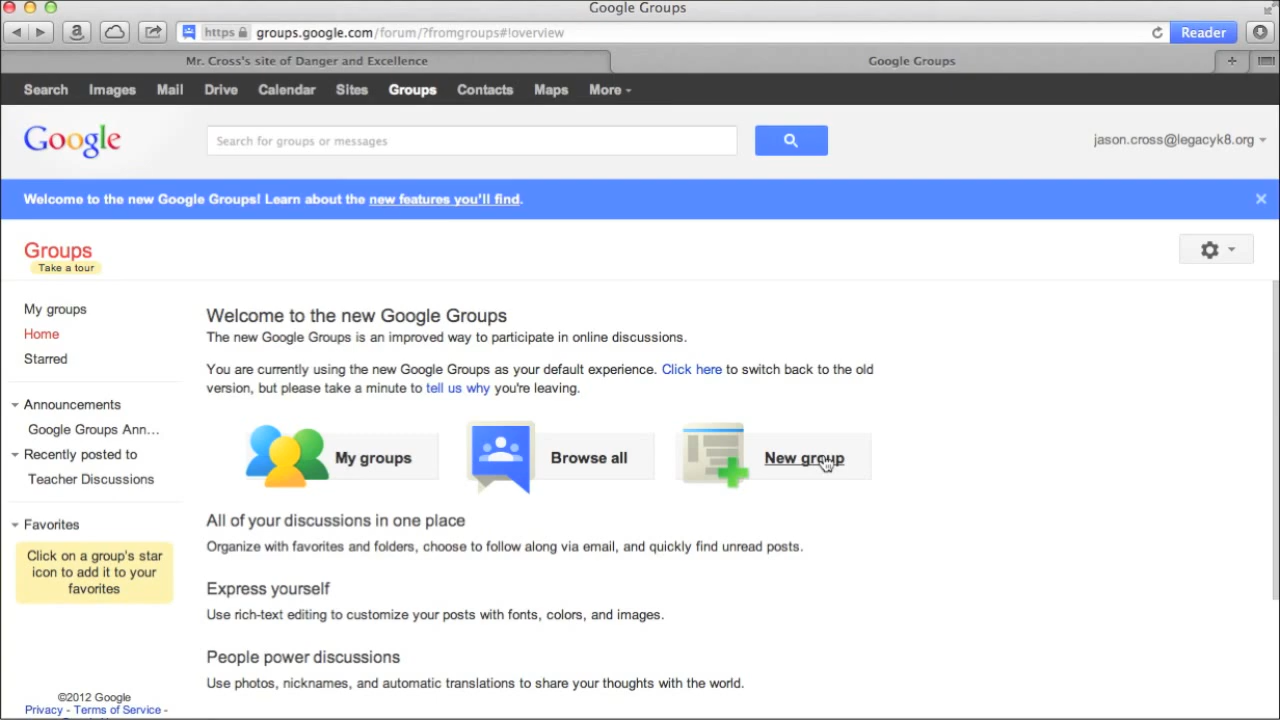 Google Groups
https groups.google.com/forum/?fromgroups#!overview
Reader
Mr. Cross's site of Danger and Excellence
Google Groups
Search Images Mail Drive Calendar Sites Groups Contacts Maps More
Google
Search for groups or messages
jason.cross@legacyk8.org
Welcome to the new Google Groups! Learn about the new features you'll find.
Groups
Take a tour
My groups
Home
Starred
Announcements
Google Groups Ann...
Recently posted to
Teacher Discussions
Favorites
Click on a group's star
icon to add it to your
favorites
©2012 Google
Privacy - Terms of Service -
Welcome to the new Google Groups
The new Google Groups is an improved way to participate in online discussions.
You are currently using the new Google Groups as your default experience. Click here to switch back to the old
version, but please take a minute to tell us why you're leaving.
My groups
Browse all
New group
All of your discussions in one place
Organize with favorites and folders, choose to follow along via email, and quickly find unread posts.
Express yourself
Use rich-text editing to customize your posts with fonts, colors, and images.
People power discussions
Use photos, nicknames, and automatic translations to share your thoughts with the world.